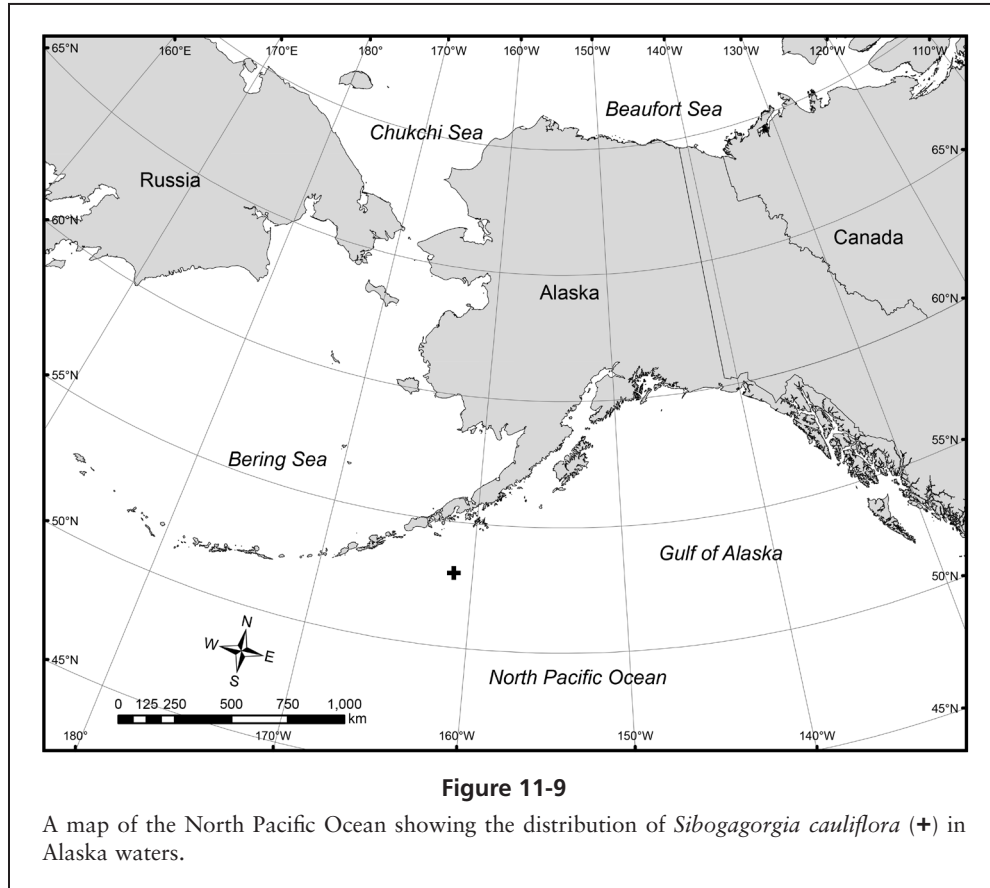 160°E 170°E 180° 170°W 160°W 150°W 140°W 130°W 120°W 110°W
65°N
Beaufort Sea
Chukchi Sea
65°N
Russia
60°N
Canada
Alaska
60°N
55°N
55°N
Bering Sea
50°N
Gulf of Alaska
50°N
+
N
W E
S
45°N
North Pacific Ocean
0 125 250 500 750 1,000
km
45°N
180° 170°W 160°W 150°W 140°W
Figure 11-9
A map of the North Pacific Ocean showing the distribution of Sibogagorgia cauliflora (+) in
Alaska waters.